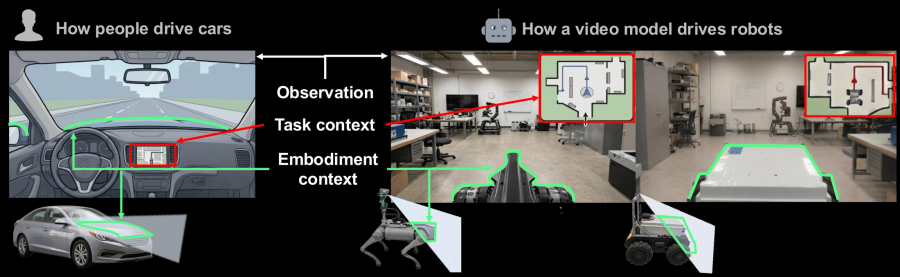 How people drive cars
How a video model drives robots
Observation
Task context
Embodiment
context